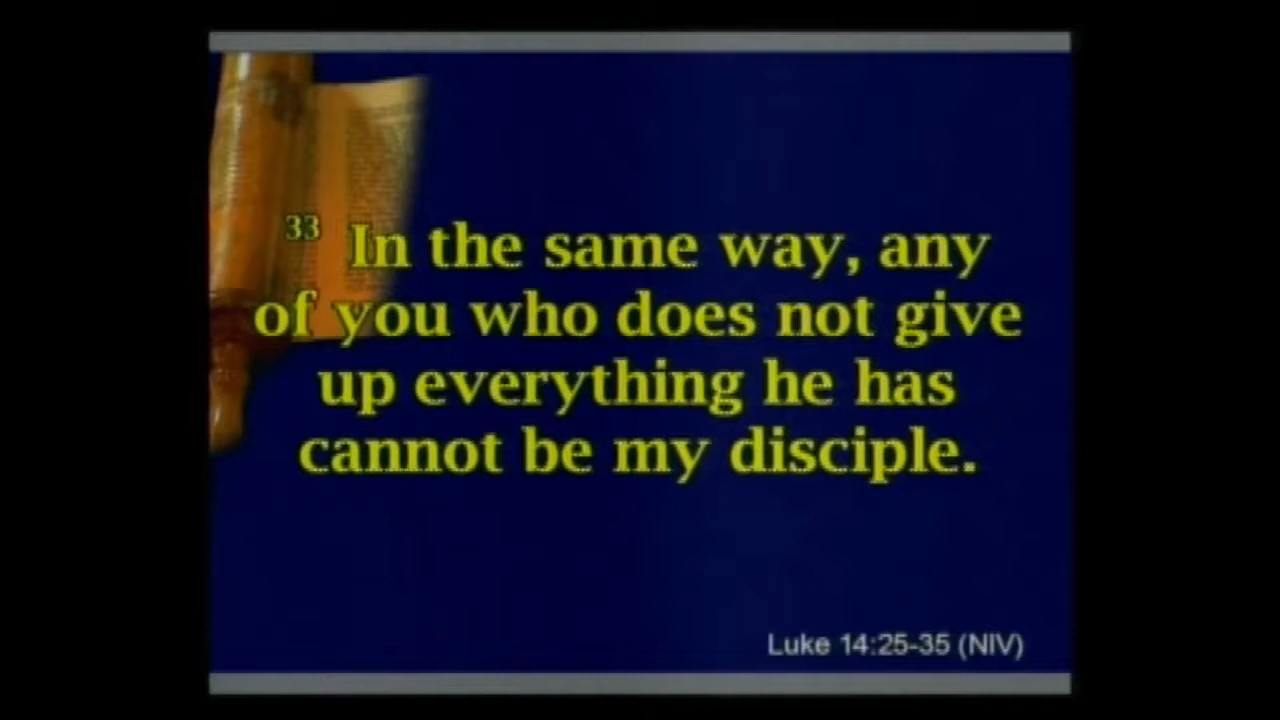 33 In the same way, any
of you who does not give
up everything he has
cannot be my disciple.
Luke 14:25-35 (NIV)